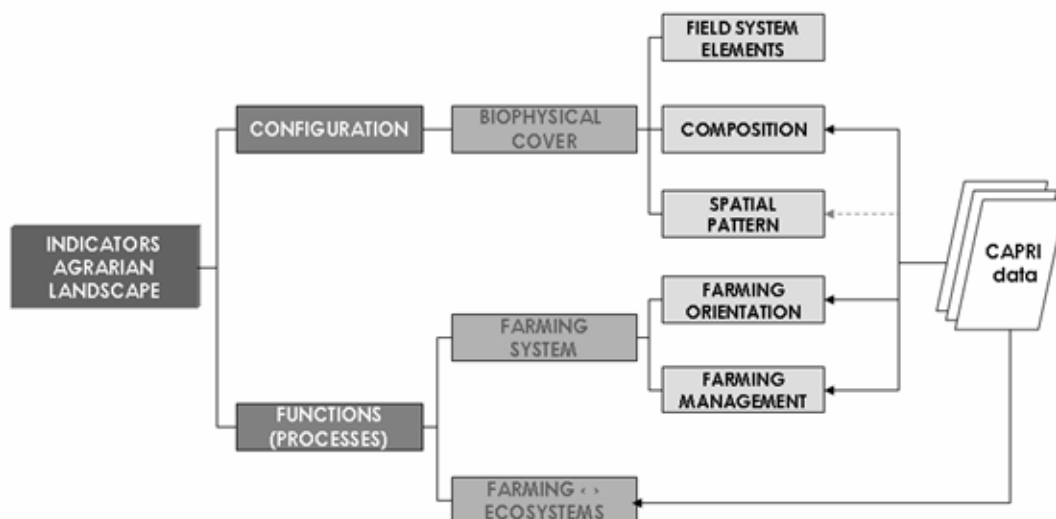 FIELD SYSTEM
ELEMENTS
CONFIGURATION
BIOPHYSICAL
COVER
COMPOSITION
SPATIAL
PATTERN
INDICATORS
AGRARIAN
LANDSCAPE
CAPRI
data
FARMING
ORIENTATION
FARMING
SYSTEM
FARMING
MANAGEMENT
FUNCTIONS
(PROCESSES)
FARMING ‹ ›
ECOSYSTEMS